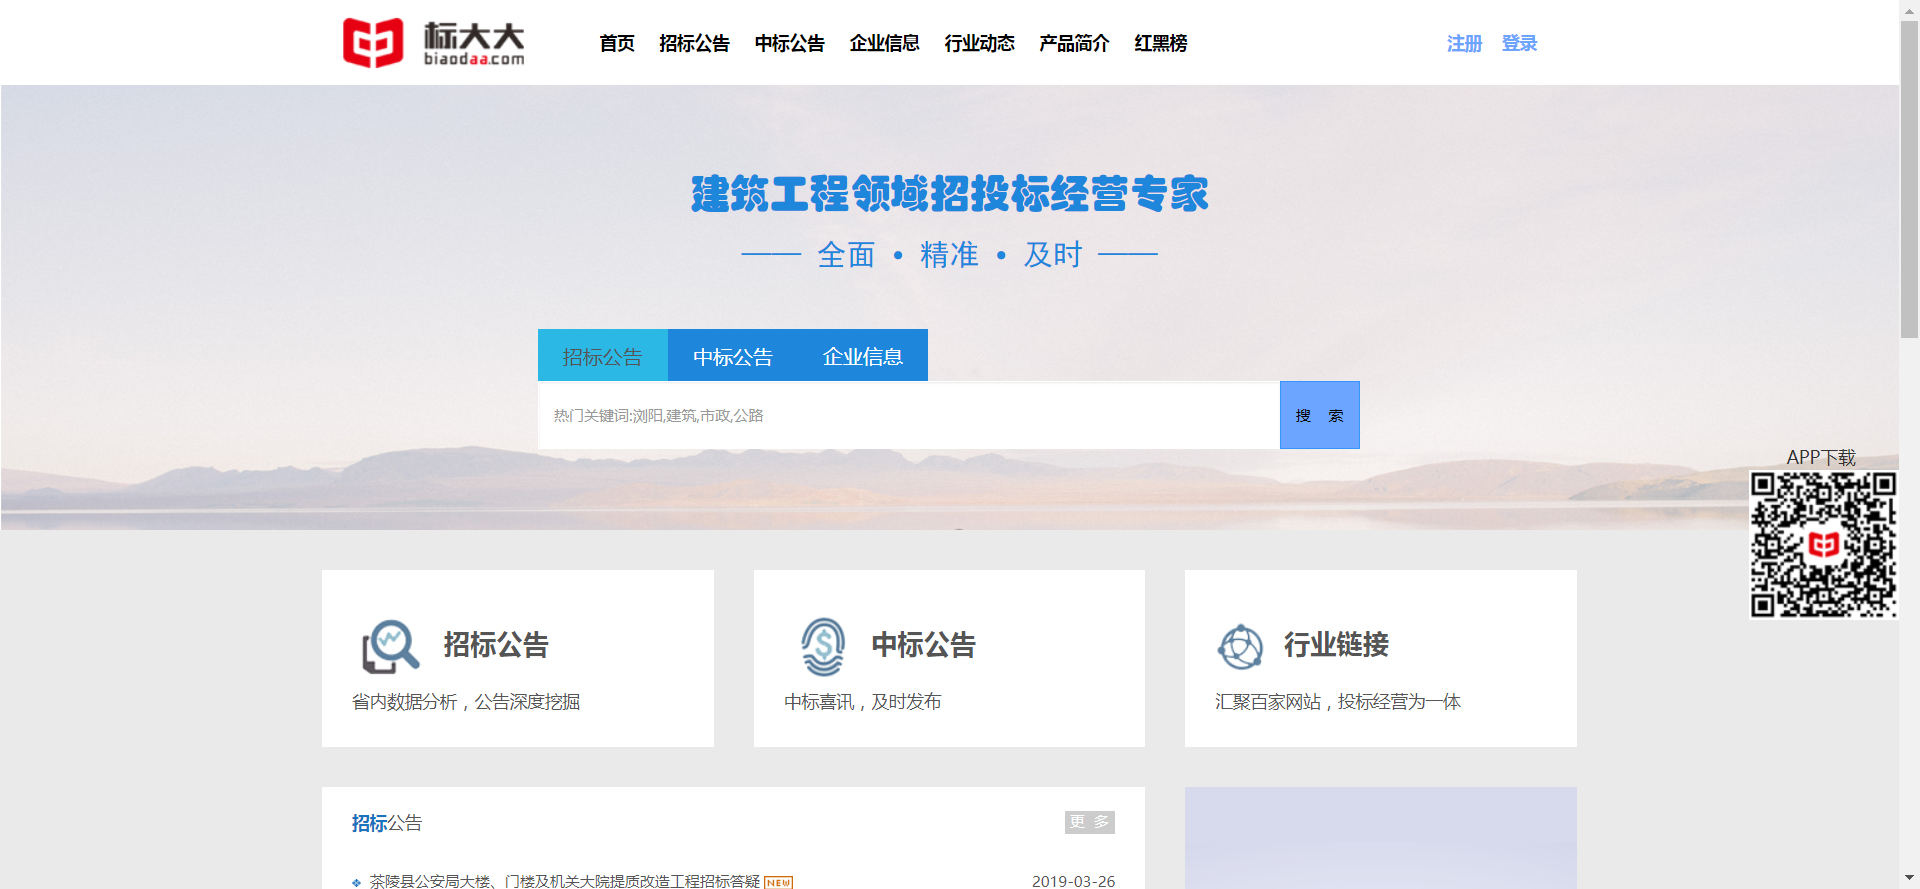 标大大
biaodaa.com
首页 招标公告 中标公告 企业信息 行业动态 产品简介 红黑榜
注册 登录
建筑工程领域招投标经营专家
—— 全面 • 精准 • 及时 ——
招标公告 中标公告 企业信息
热门关键词:浏阳,建筑,市政,公路
搜 索
APP下载
招标公告
省内数据分析，公告深度挖掘
中标公告
中标喜讯，及时发布
行业链接
汇聚百家网站，投标经营为一体
招标公告
更 多
茶陵县公安局大楼、门楼及机关大院提质改造工程招标答疑 NEW 2019-03-26